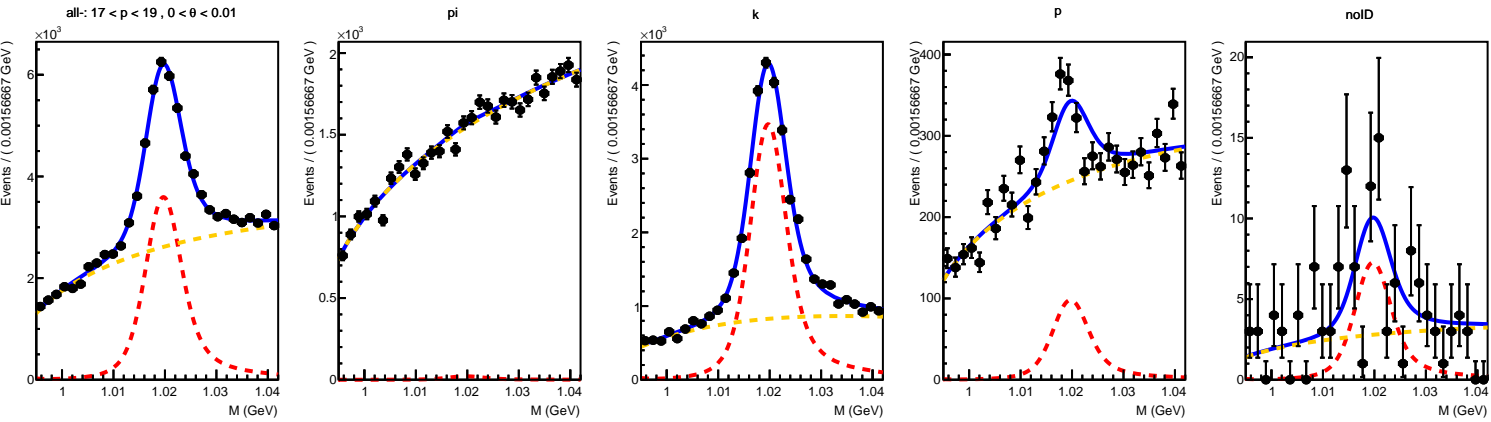 all-: 17 < p < 19 , 0 < θ < 0.01
×10³
Events / ( 0.00156667 GeV )
6
4
2
0
1 1.01 1.02 1.03 1.04
M (GeV)
pi
×10³
Events / ( 0.00156667 GeV )
2
1.5
1
0.5
0
1 1.01 1.02 1.03 1.04
M (GeV)
k
×10³
Events / ( 0.00156667 GeV )
4
3
2
1
0
1 1.01 1.02 1.03 1.04
M (GeV)
p
Events / ( 0.00156667 GeV )
400
300
200
100
0
1 1.01 1.02 1.03 1.04
M (GeV)
noID
Events / ( 0.00156667 GeV )
20
15
10
5
0
1 1.01 1.02 1.03 1.04
M (GeV)